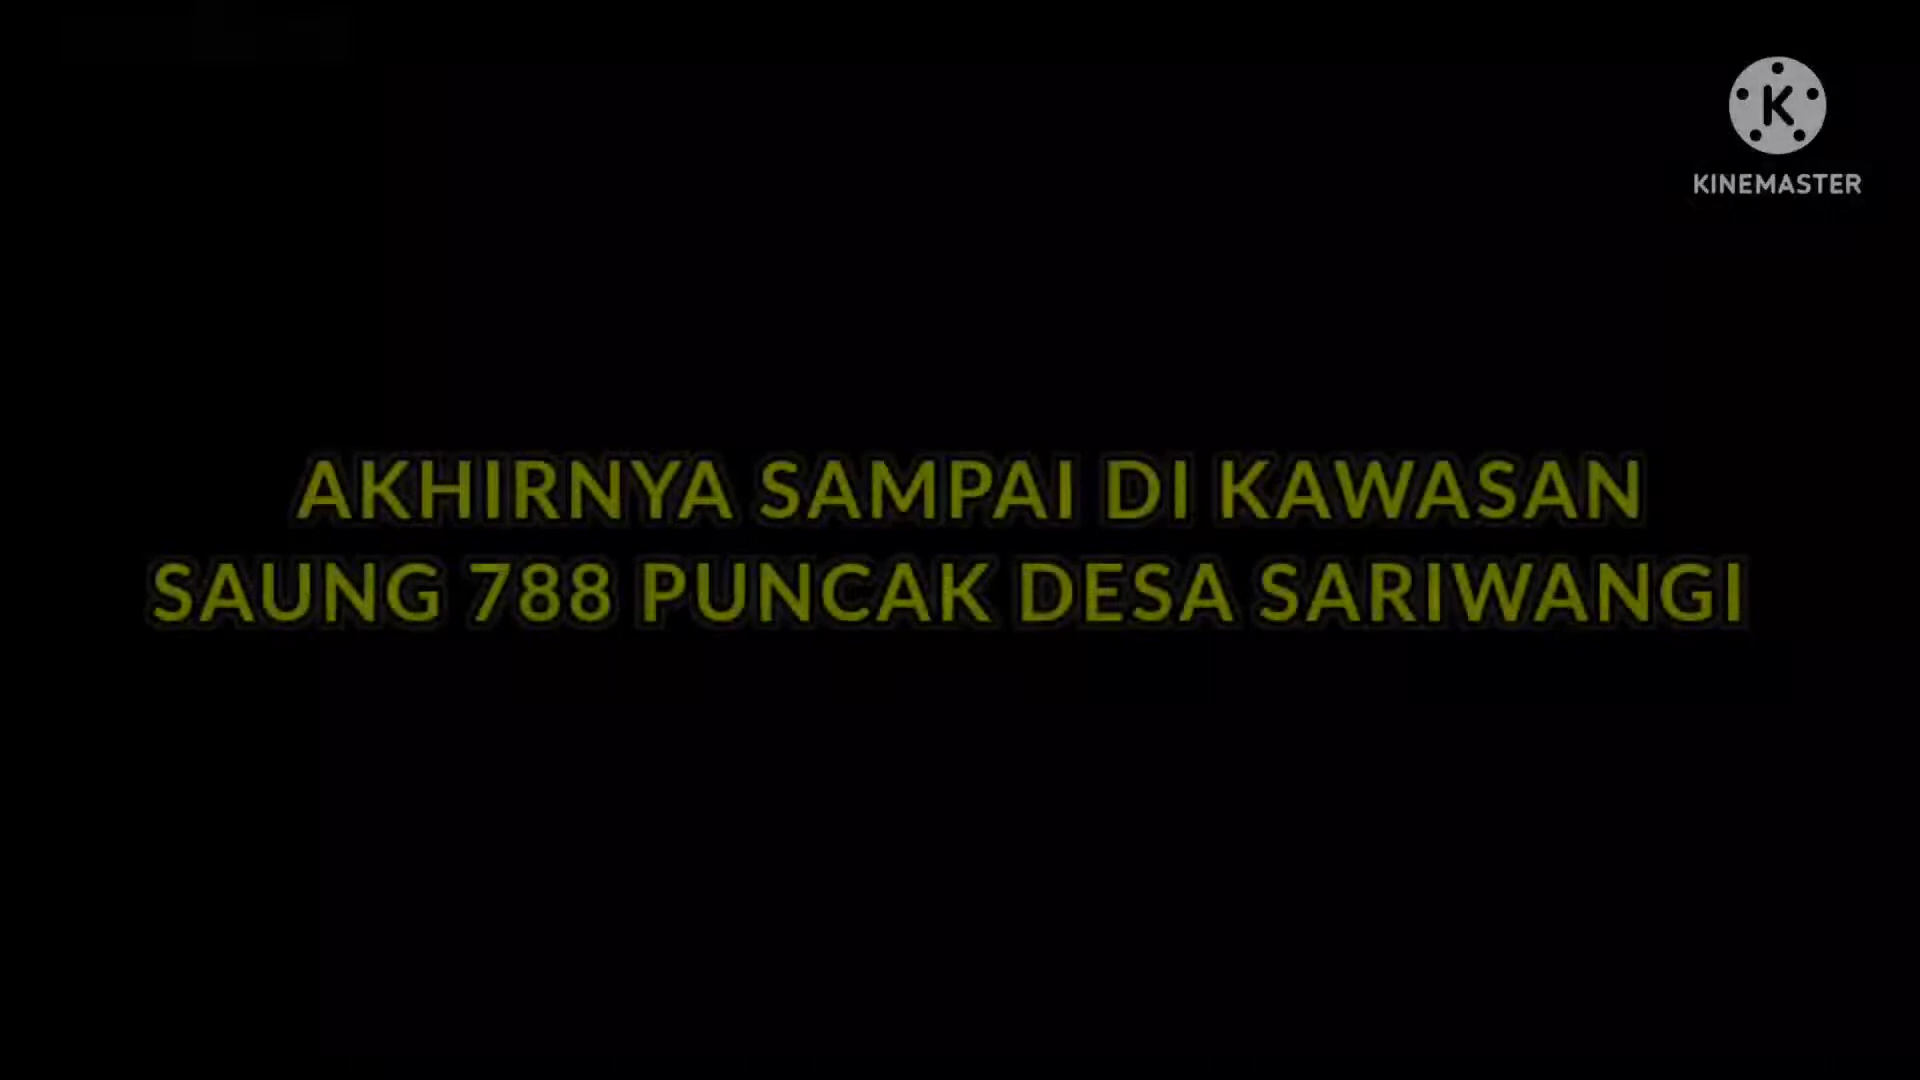 K
KINEMASTER
AKHIRNYA SAMPAI DI KAWASAN
SAUNG 788 PUNCAK DESA SARIWANGI